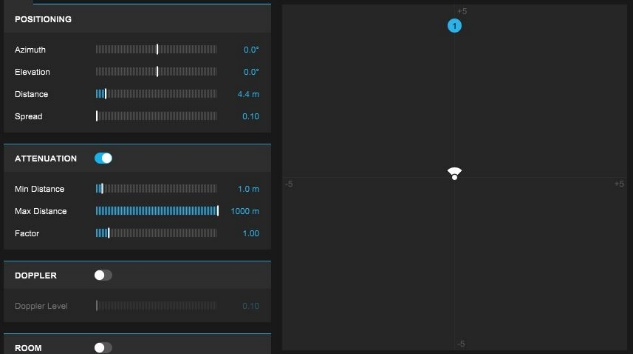 POSITIONING
Azimuth 0.0°
Elevation 0.0°
Distance 4.4 m
Spread 0.10
ATTENUATION
Min Distance 1.0 m
Max Distance 1000 m
Factor 1.00
DOPPLER
Doppler Level 0.10
ROOM
+5
1
-5 +5
-5